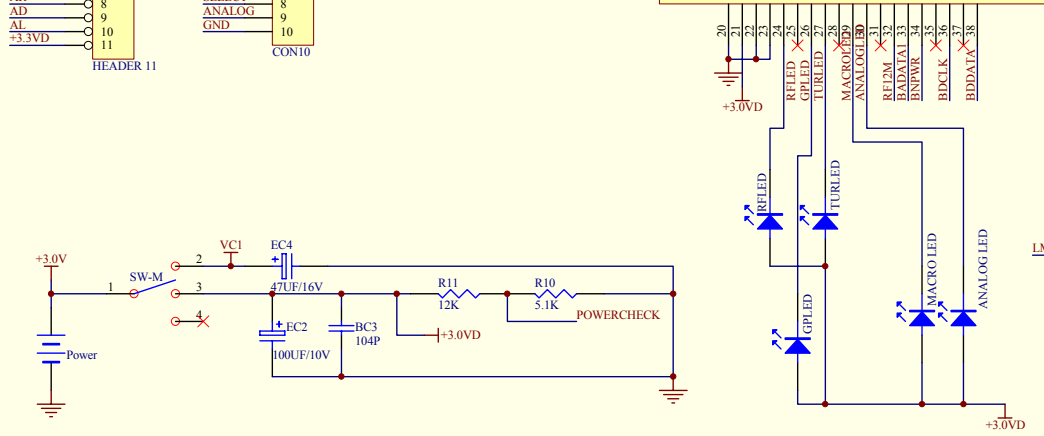 8
AD
9
AL
10
+3.3VD
11
HEADER 11
8
ANALOG
9
GND
10
CON10
20
21
22
23
24
25
26
27
28
29
30
31
32
33
34
35
36
37
38
RFLED
GPLED
TURLED
MACROLED
ANALOGLED
RF12M
BADATA1
BNPWR
BDCLK
BDDATA
+3.0VD
RFLED
TURLED
GPLED
MACRO LED
ANALOG LED
+3.0VD
+3.0V
SW-M
1
2
3
4
VC1
EC4
47UF/16V
EC2
100UF/10V
BC3
104P
R11
12K
R10
5.1K
POWERCHECK
+3.0VD
Power